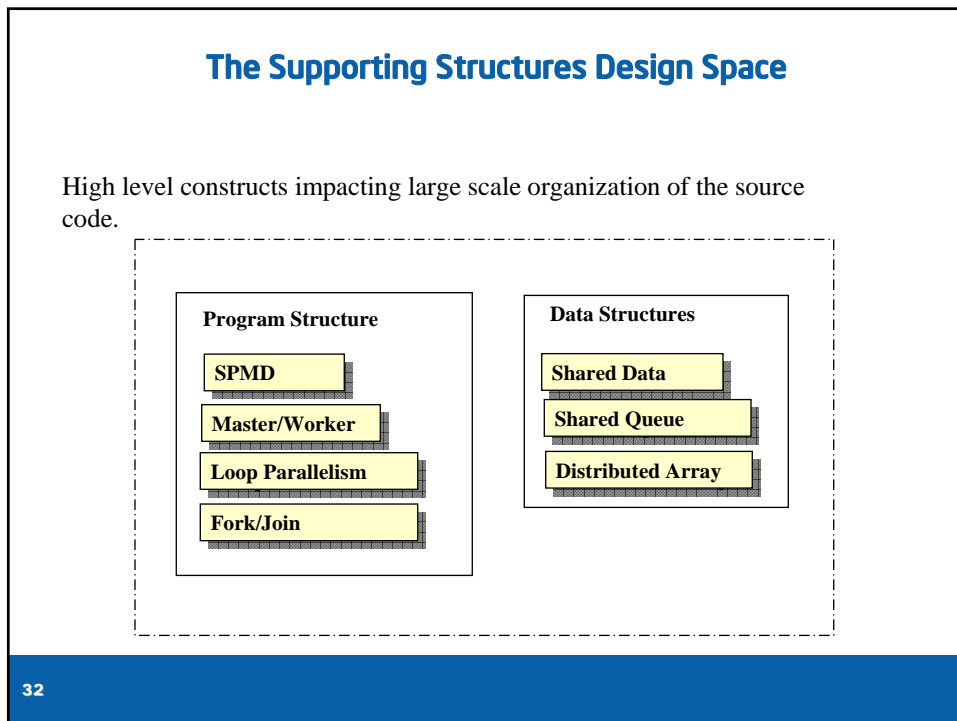 The Supporting Structures Design Space
High level constructs impacting large scale organization of the source
code.
Program Structure
SPMD
Master/Worker
Loop Parallelism
Fork/Join
Data Structures
Shared Data
Shared Queue
Distributed Array
32